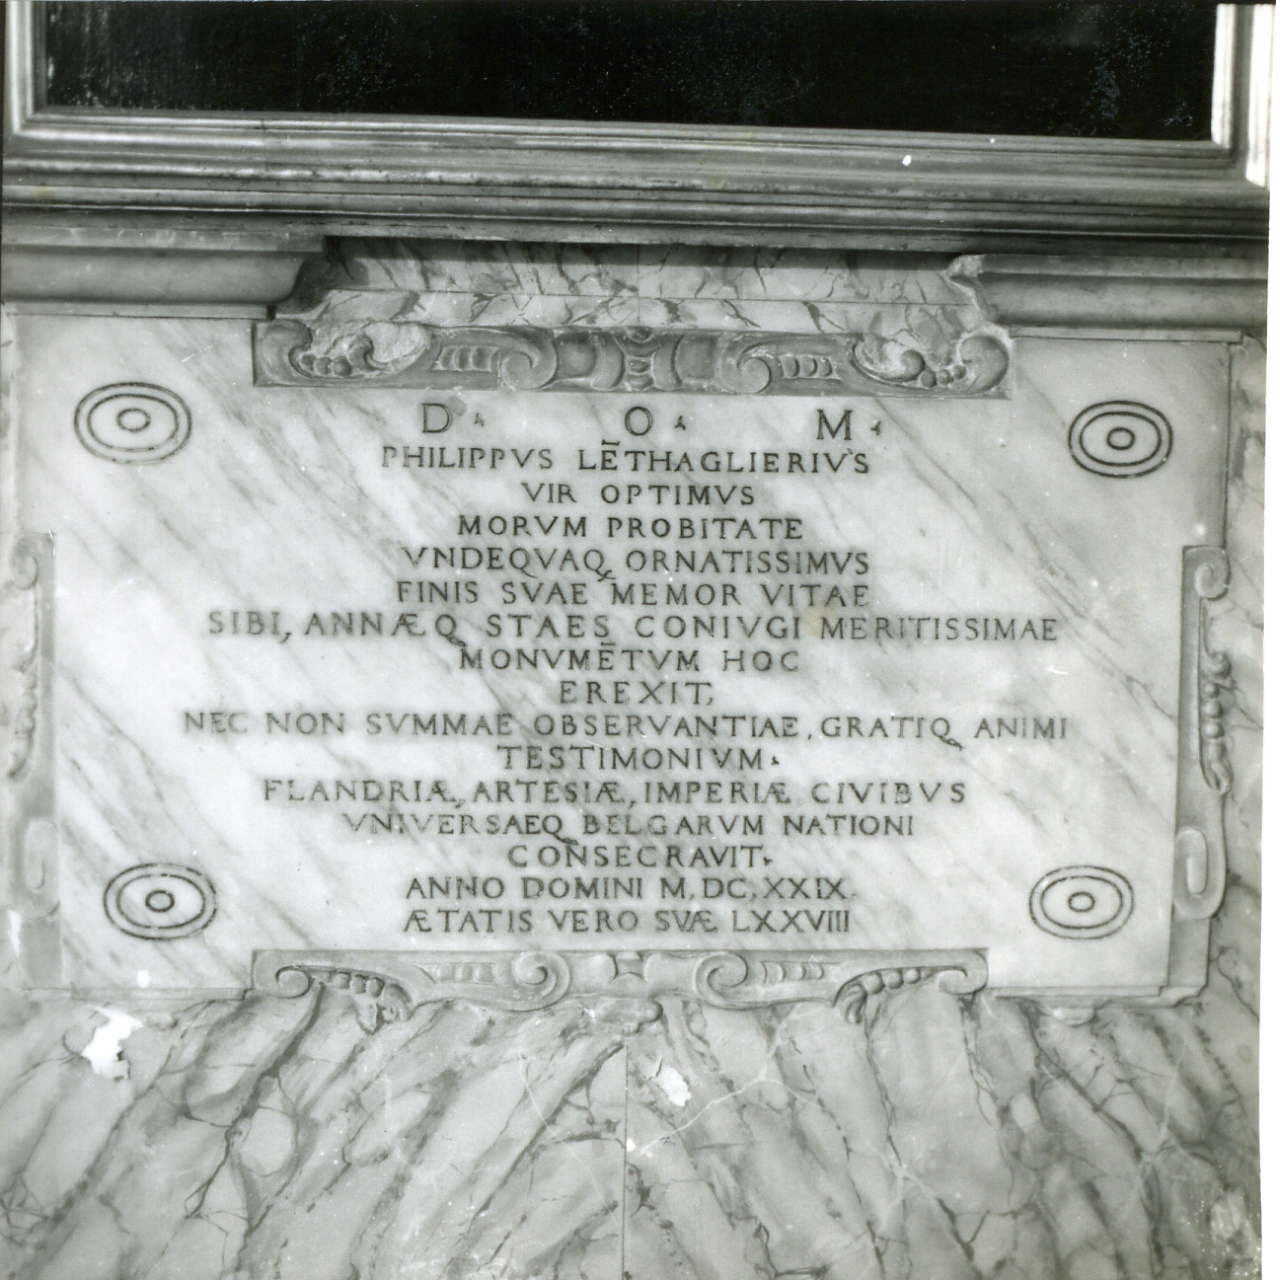 D. O. M.
PHILIPPVS LĒTHAGLIERIVS
VIR OPTIMVS
MORVM PROBITATE
VNDEQVAQ ORNATISSIMVS
FINIS SVAE MEMOR VITAE
SIBI, ANNÆQ STAES CONIVGI MERITISSIMAE
MONVMĒTVM HOC
EREXIT,
NEC NON SVMMAE OBSERVANTIAE, GRATIQ ANIMI
TESTIMONIVM.
FLANDRIÆ, ARTESIÆ, IMPERIÆ CIVIBVS
VNIVERSAEQ BELGARVM NATIONI
CONSECRAVIT.
ANNO DOMINI M.DC.XXIX.
ÆTATIS VERO SVÆ LXXVIII